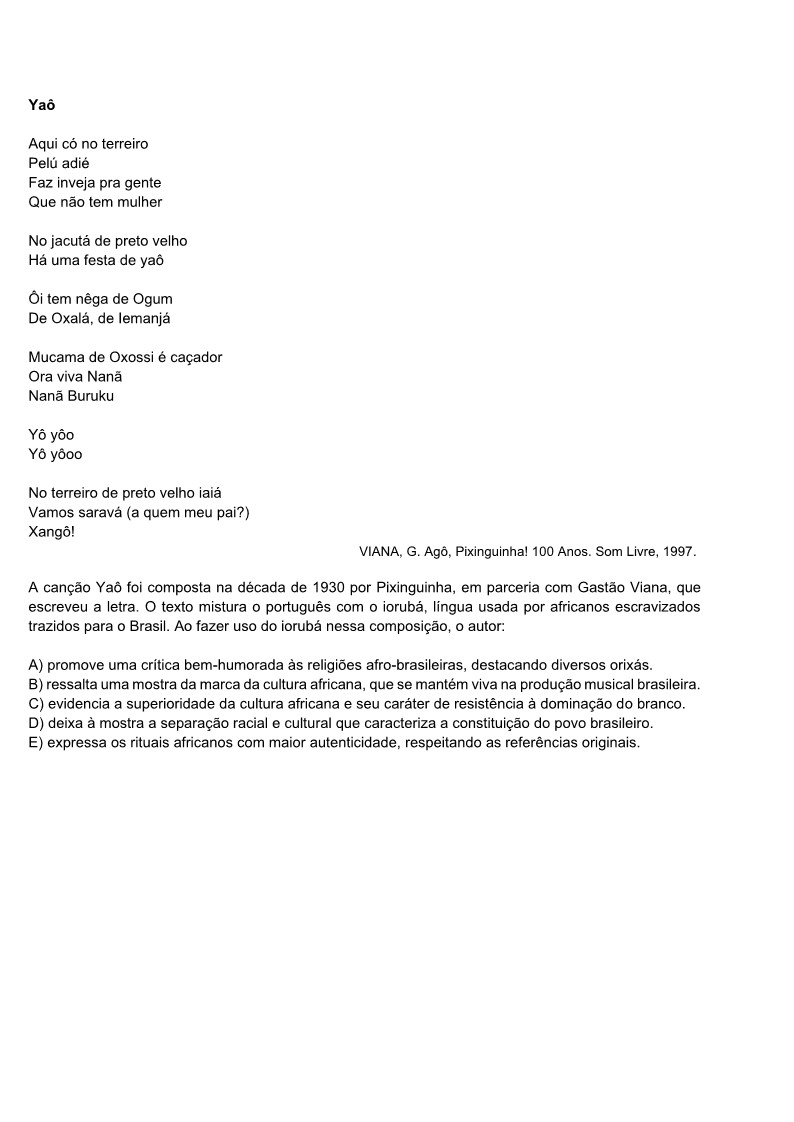 Yaô
Aqui có no terreiro
Pelú adié
Faz inveja pra gente
Que não tem mulher
No jacutá de preto velho
Há uma festa de yaô
Ôi tem nêga de Ogum
De Oxalá, de Iemanjá
Mucama de Oxossi é caçador
Ora viva Nanã
Nanã Buruku
Yô yôo
Yô yôoo
No terreiro de preto velho iaiá
Vamos saravá (a quem meu pai?)
Xangô!
VIANA, G. Agô, Pixinguinha! 100 Anos. Som Livre, 1997.
A canção Yaô foi composta na década de 1930 por Pixinguinha, em parceria com Gastão Viana, que
escreveu a letra. O texto mistura o português com o iorubá, língua usada por africanos escravizados
trazidos para o Brasil. Ao fazer uso do iorubá nessa composição, o autor:
A) promove uma crítica bem-humorada às religiões afro-brasileiras, destacando diversos orixás.
B) ressalta uma mostra da marca da cultura africana, que se mantém viva na produção musical brasileira.
C) evidencia a superioridade da cultura africana e seu caráter de resistência à dominação do branco.
D) deixa à mostra a separação racial e cultural que caracteriza a constituição do povo brasileiro.
E) expressa os rituais africanos com maior autenticidade, respeitando as referências originais.